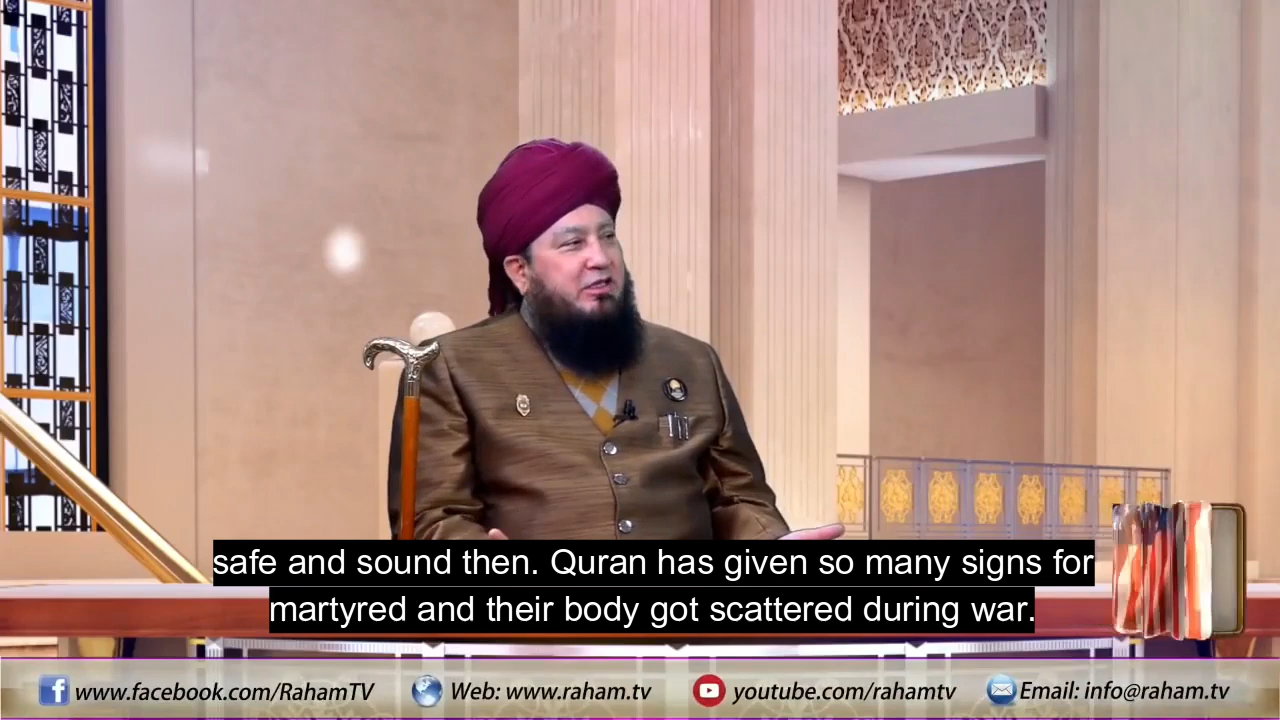 safe and sound then. Quran has given so many signs for
martyred and their body got scattered during war.
www.facebook.com/RahamTV Web: www.raham.tv youtube.com/rahamtv Email: info@raham.tv